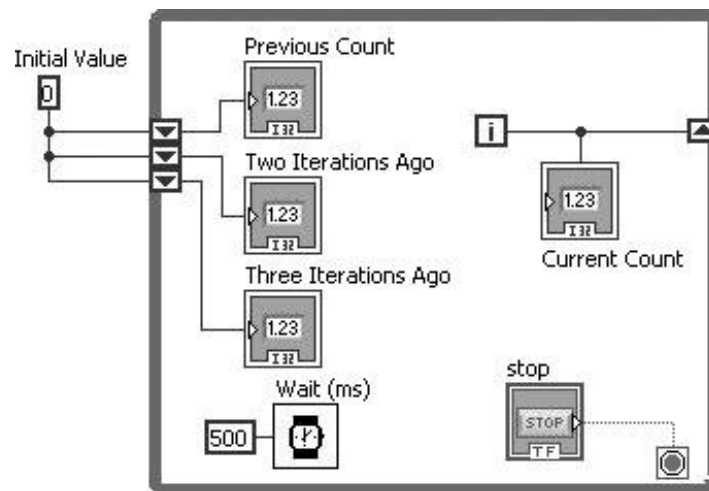 Previous Count
Initial Value
0
1.23
I32
i
Two Iterations Ago
1.23
I32
1.23
I32
Current Count
Three Iterations Ago
1.23
I32
stop
Wait (ms)
500
STOP
TF